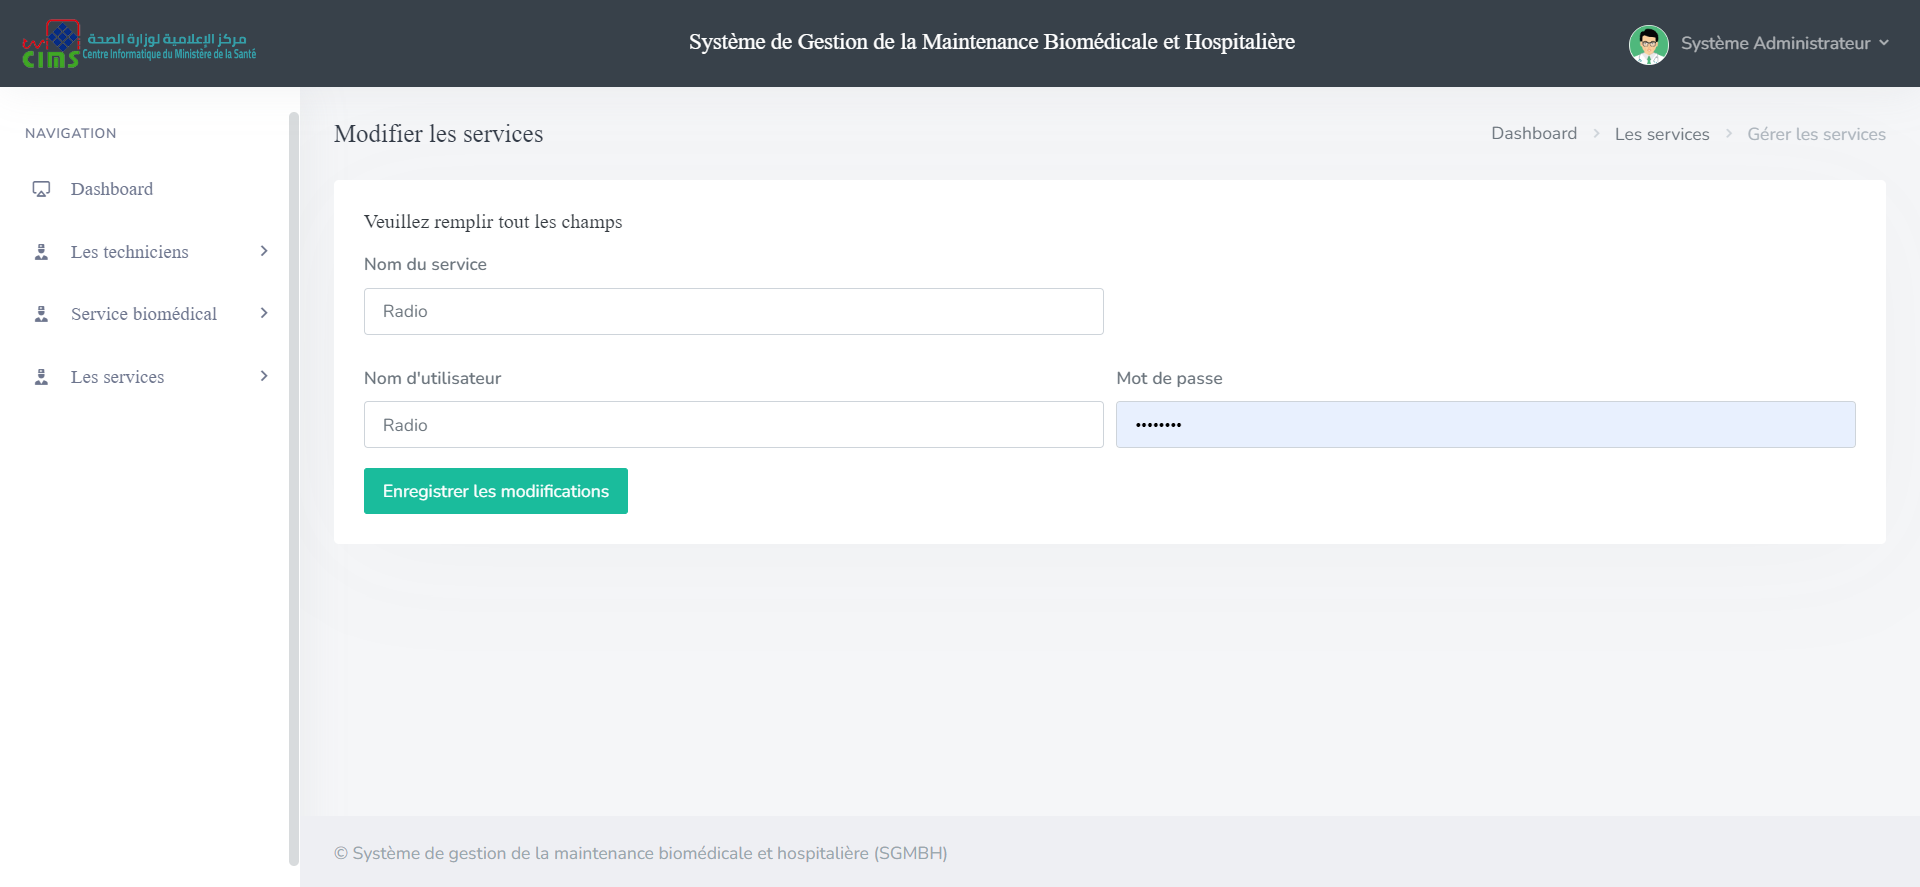 مركز الإعلامية لوزارة الصحة
CIMS Centre Informatique du Ministère de la Santé
Système de Gestion de la Maintenance Biomédicale et Hospitalière
Système Administrateur
NAVIGATION
Dashboard
Les techniciens
Service biomédical
Les services
Modifier les services
Dashboard > Les services > Gérer les services
Veuillez remplir tout les champs
Nom du service
Radio
Nom d'utilisateur
Mot de passe
Radio
••••••••
Enregistrer les modiifications
© Système de gestion de la maintenance biomédicale et hospitalière (SGMBH)